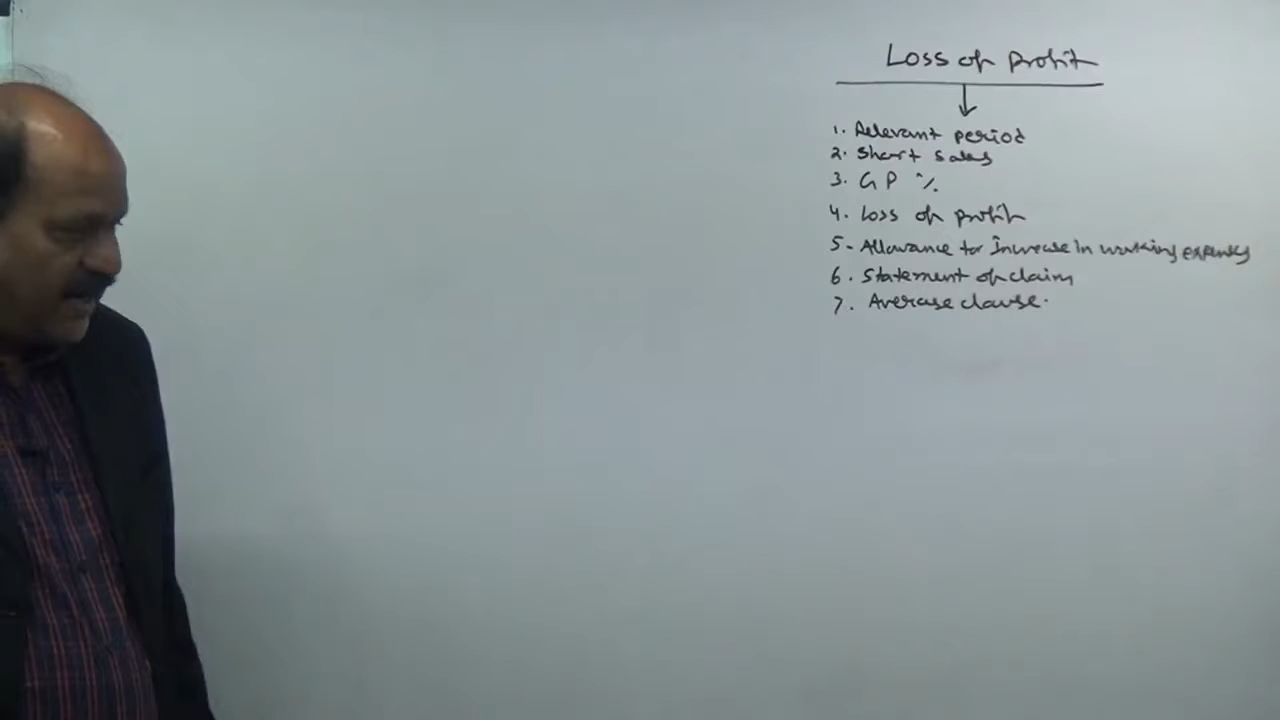 Loss of profit
1. Relevant period
2. Short sales
3. G P %
4. Loss of profit
5- Allowance for Increase In working expenses
6. Statement of claim
7. Average clause.